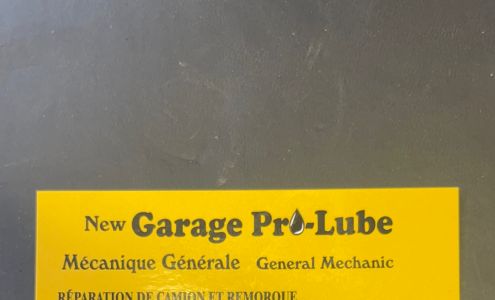 New Garage Pro-Lube
Mécanique Générale General Mechanic
RÉPARATION DE CAMION ET REMORQUE